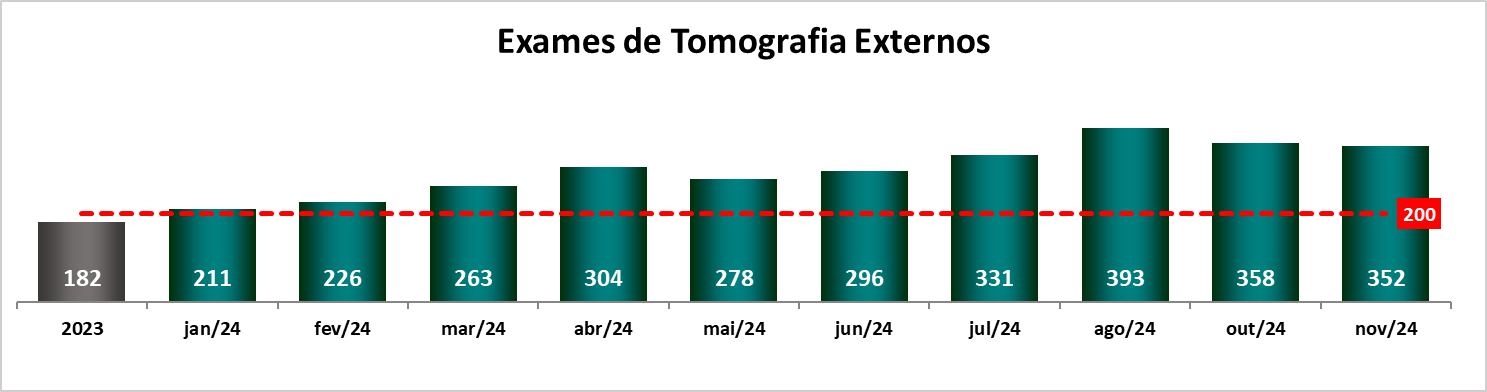 Exames de Tomografia Externos
200
182 211 226 263 304 278 296 331 393 358 352
2023 jan/24 fev/24 mar/24 abr/24 mai/24 jun/24 jul/24 ago/24 out/24 nov/24